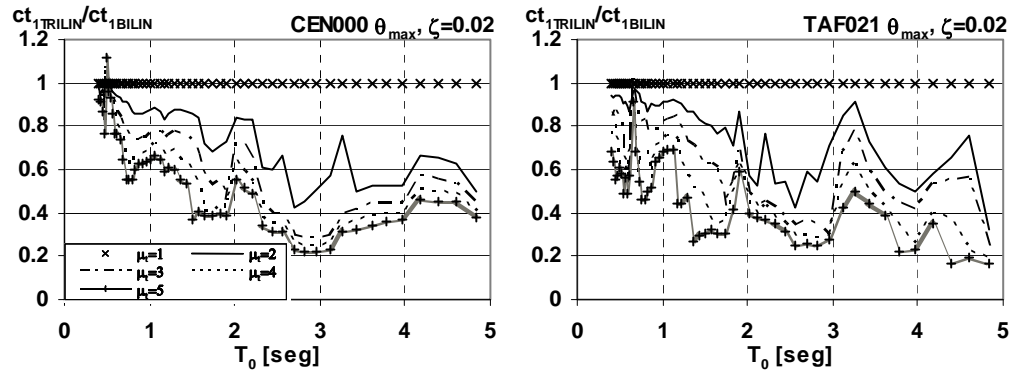 ct1TRILIN/ct1BILIN CEN000 θmax, ζ=0.02
1.2
1
0.8
0.6
0.4
0.2
0
μt=1 μt=2
μt=3 μt=4
μt=5
0 1 2 3 4 5
T0 [seg]
ct1TRILIN/ct1BILIN TAF021 θmax, ζ=0.02
1.2
1
0.8
0.6
0.4
0.2
0
0 1 2 3 4 5
T0 [seg]